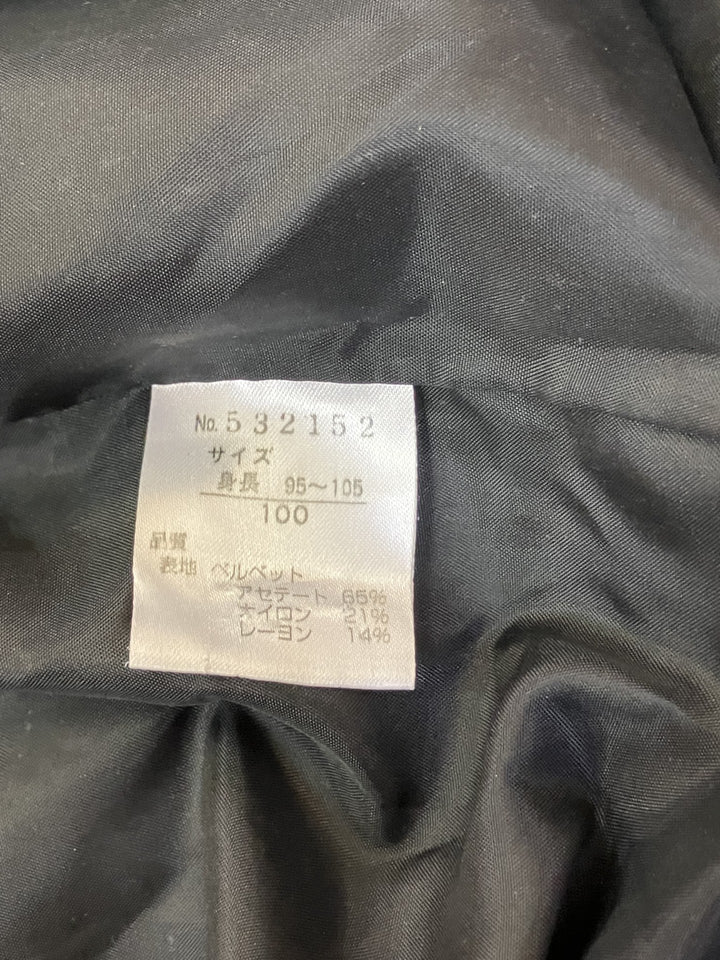 No. 532152
サイズ
身長 95～105
100
品質
表地 ベルベット
アセテート 65%
ナイロン 21%
レーヨン 14%